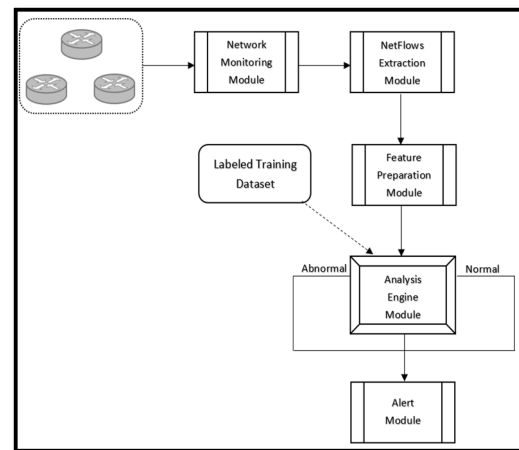 Network
Monitoring
Module
NetFlows
Extraction
Module
Labeled Training
Dataset
Feature
Preparation
Module
Abnormal
Normal
Analysis
Engine
Module
Alert
Module